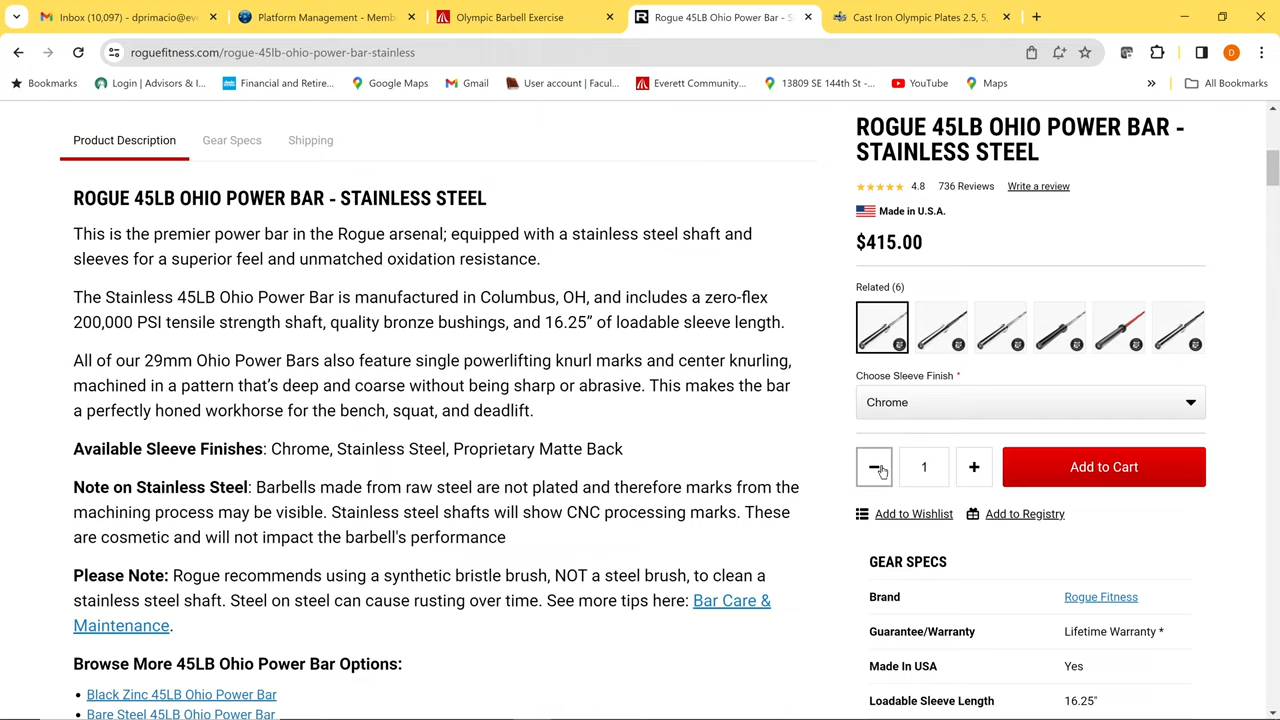 Inbox (10,097) - dprimacio@ev
Platform Management - Memb
Olympic Barbell Exercise
Rogue 45LB Ohio Power Bar - S
Cast Iron Olympic Plates 2.5, 5,
roguefitness.com/rogue-45lb-ohio-power-bar-stainless
D
Bookmarks
Login | Advisors & I...
Financial and Retire...
Google Maps
Gmail
User account | Facul...
Everett Community...
13809 SE 144th St -...
YouTube
Maps
»
All Bookmarks
Product Description
Gear Specs
Shipping
ROGUE 45LB OHIO POWER BAR - STAINLESS STEEL
This is the premier power bar in the Rogue arsenal; equipped with a stainless steel shaft and
sleeves for a superior feel and unmatched oxidation resistance.
The Stainless 45LB Ohio Power Bar is manufactured in Columbus, OH, and includes a zero-flex
200,000 PSI tensile strength shaft, quality bronze bushings, and 16.25” of loadable sleeve length.
All of our 29mm Ohio Power Bars also feature single powerlifting knurl marks and center knurling,
machined in a pattern that’s deep and coarse without being sharp or abrasive. This makes the bar
a perfectly honed workhorse for the bench, squat, and deadlift.
Available Sleeve Finishes: Chrome, Stainless Steel, Proprietary Matte Back
Note on Stainless Steel: Barbells made from raw steel are not plated and therefore marks from the
machining process may be visible. Stainless steel shafts will show CNC processing marks. These
are cosmetic and will not impact the barbell's performance
Please Note: Rogue recommends using a synthetic bristle brush, NOT a steel brush, to clean a
stainless steel shaft. Steel on steel can cause rusting over time. See more tips here: Bar Care &
Maintenance.
Browse More 45LB Ohio Power Bar Options:
• Black Zinc 45LB Ohio Power Bar
• Bare Steel 45LB Ohio Power Bar
ROGUE 45LB OHIO POWER BAR -
STAINLESS STEEL
4.8 736 Reviews Write a review
Made in U.S.A.
$415.00
Related (6)
Choose Sleeve Finish *
Chrome
1
Add to Cart
Add to Wishlist
Add to Registry
GEAR SPECS
Brand Rogue Fitness
Guarantee/Warranty Lifetime Warranty *
Made In USA Yes
Loadable Sleeve Length 16.25"